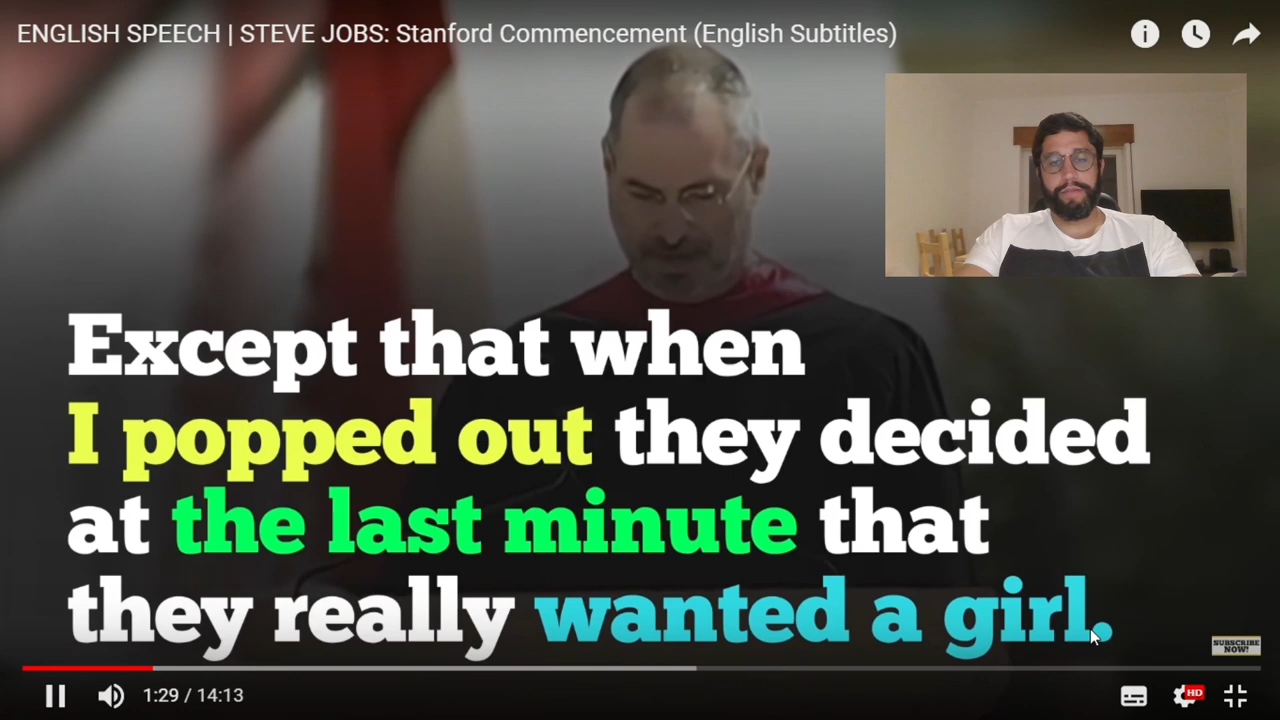 ENGLISH SPEECH | STEVE JOBS: Stanford Commencement (English Subtitles)
Except that when
I popped out they decided
at the last minute that
they really wanted a girl.
SUBSCRIBE
NOW!
1:29 / 14:13
HD